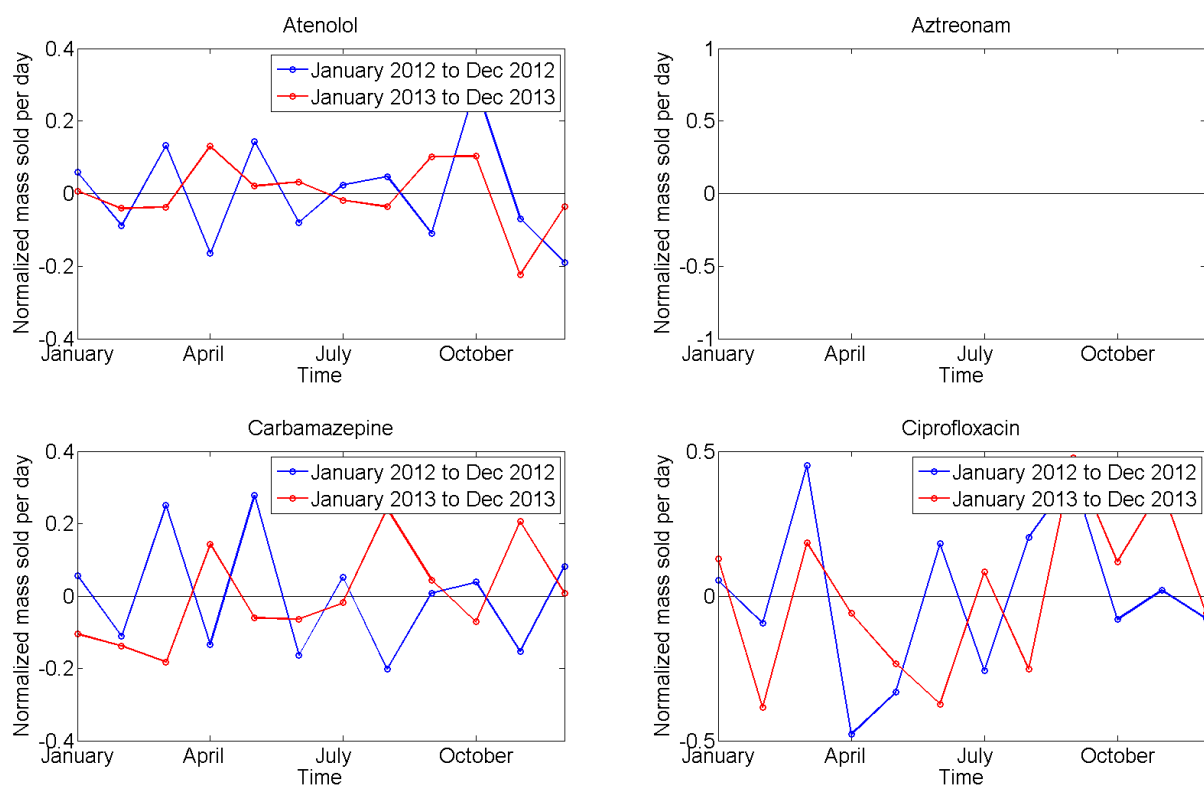 Atenolol
Normalized mass sold per day
0.4
0.2
0
-0.2
-0.4
January 2012 to Dec 2012
January 2013 to Dec 2013
January
April
July
October
Time
Aztreonam
Normalized mass sold per day
1
0.5
0
-0.5
-1
January
April
July
October
Time
Carbamazepine
Normalized mass sold per day
0.4
0.2
0
-0.2
-0.4
January 2012 to Dec 2012
January 2013 to Dec 2013
January
April
July
October
Time
Ciprofloxacin
Normalized mass sold per day
0.5
0
-0.5
January 2012 to Dec 2012
January 2013 to Dec 2013
January
April
July
October
Time